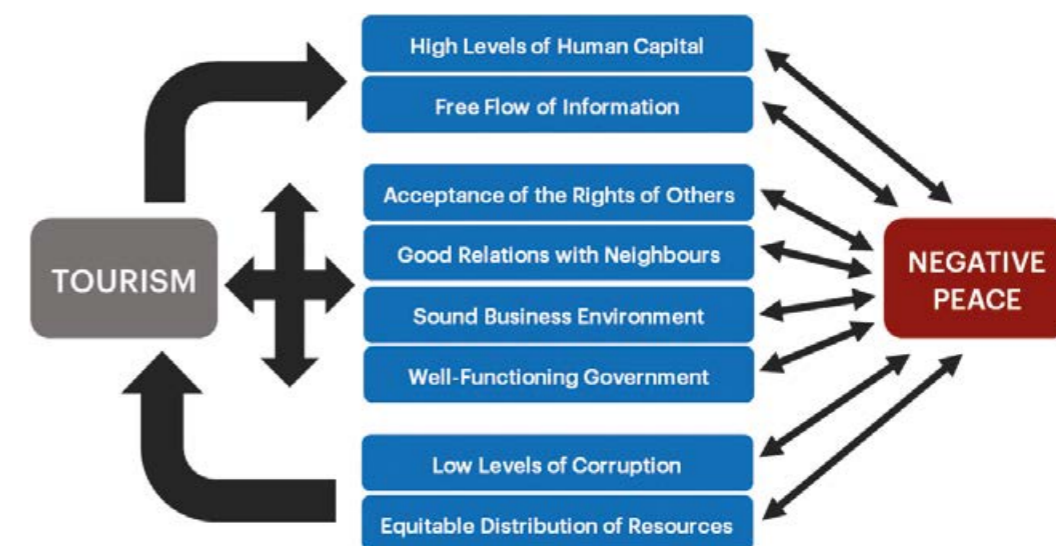 High Levels of Human Capital
Free Flow of Information
Acceptance of the Rights of Others
Good Relations with Neighbours
TOURISM
Sound Business Environment
Well-Functioning Government
NEGATIVE
PEACE
Low Levels of Corruption
Equitable Distribution of Resources